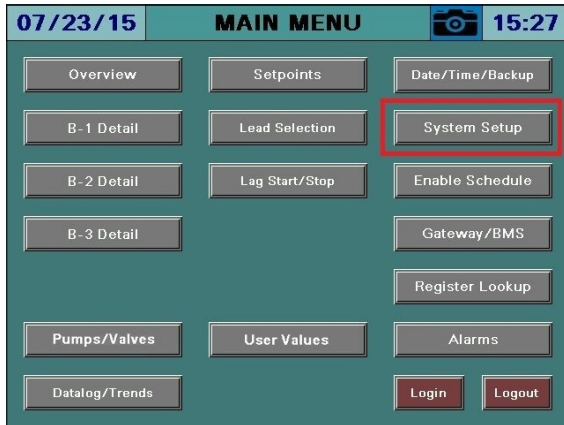 07/23/15 MAIN MENU 15:27
Overview Setpoints Date/Time/Backup
B-1 Detail Lead Selection System Setup
B-2 Detail Lag Start/Stop Enable Schedule
B-3 Detail Gateway/BMS
Register Lookup
Pumps/Valves User Values Alarms
Datalog/Trends Login Logout